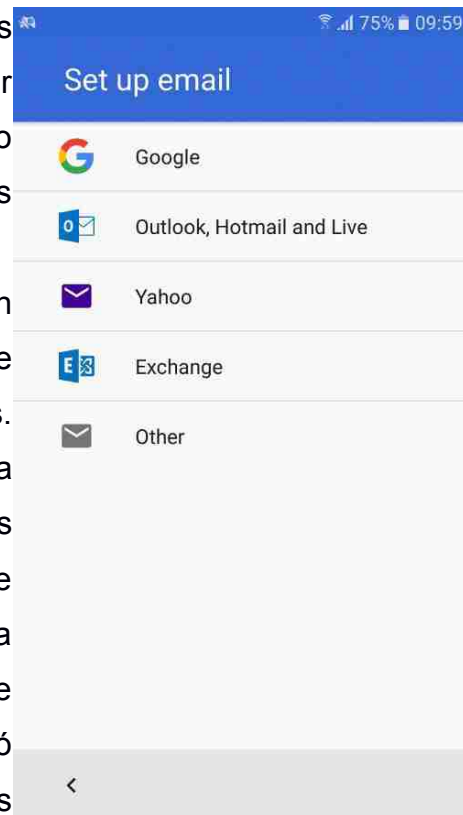 75% 09:59
Set up email
Google
Outlook, Hotmail and Live
Yahoo
Exchange
Other
s
r
o
s
n
e
s.
a
s
e
a
e
ó
s